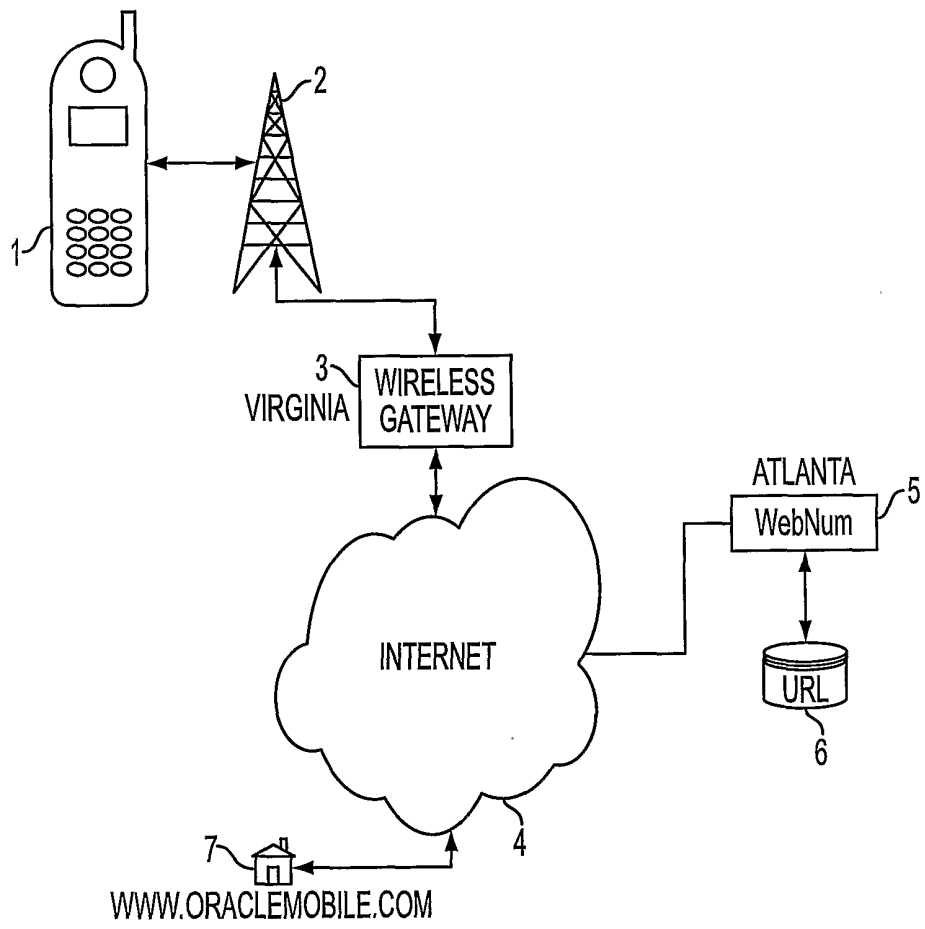 1
2
3
WIRELESS
GATEWAY
VIRGINIA
ATLANTA
WebNum
5
INTERNET
URL
6
4
7
WWW.ORACLEMOBILE.COM